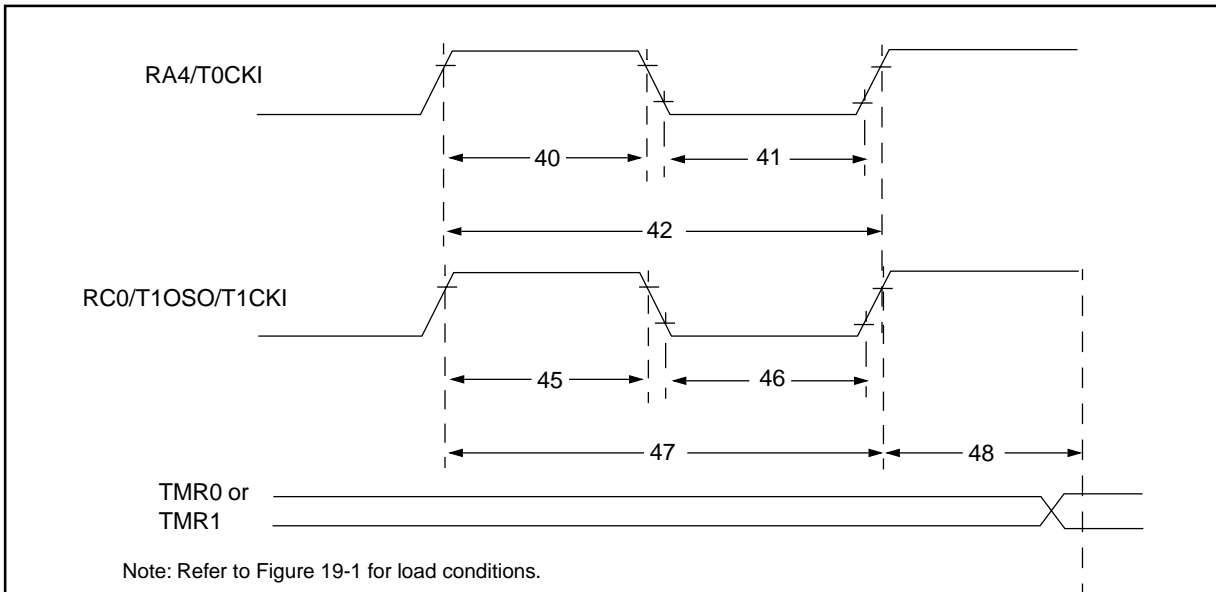 RA4/T0CKI
40
41
42
RC0/T1OSO/T1CKI
45
46
47
48
TMR0 or
TMR1
Note: Refer to Figure 19-1 for load conditions.